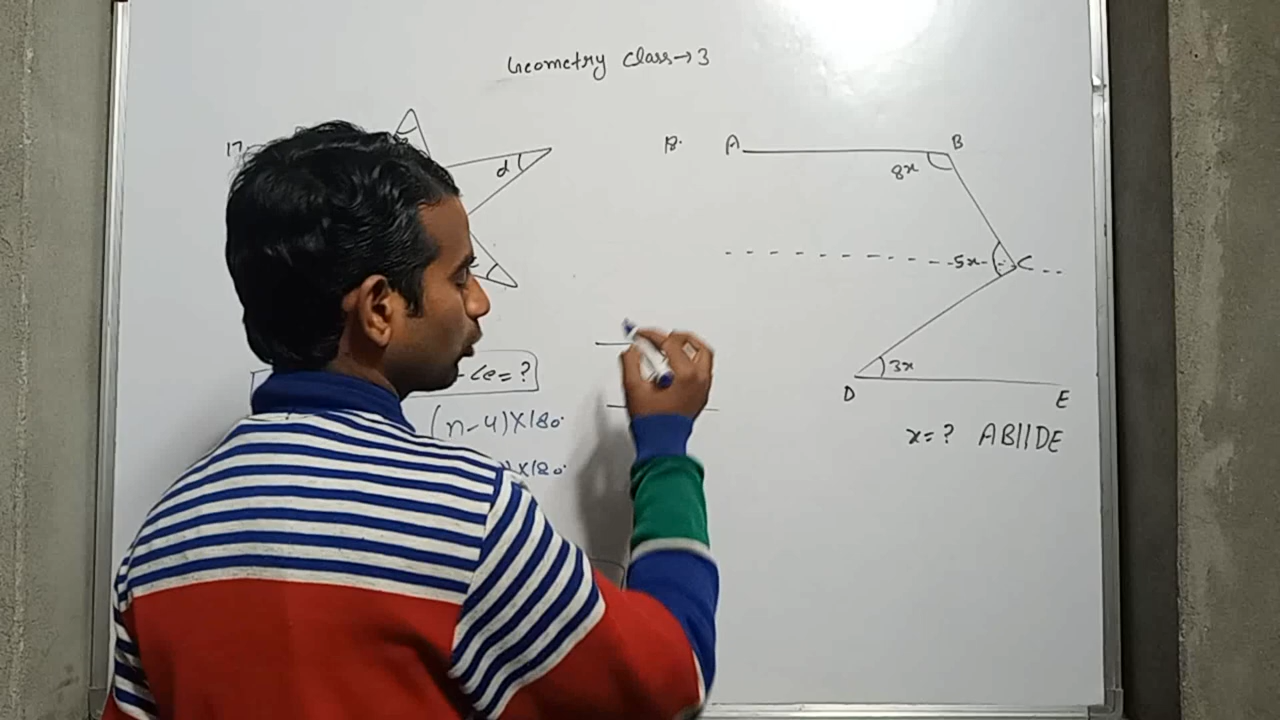 Geometry Class→3
17
d
-∠e=?
(n-4)×180°
×180°
18.
A
B
8x
5x
C
3x
D
E
x=? AB||DE